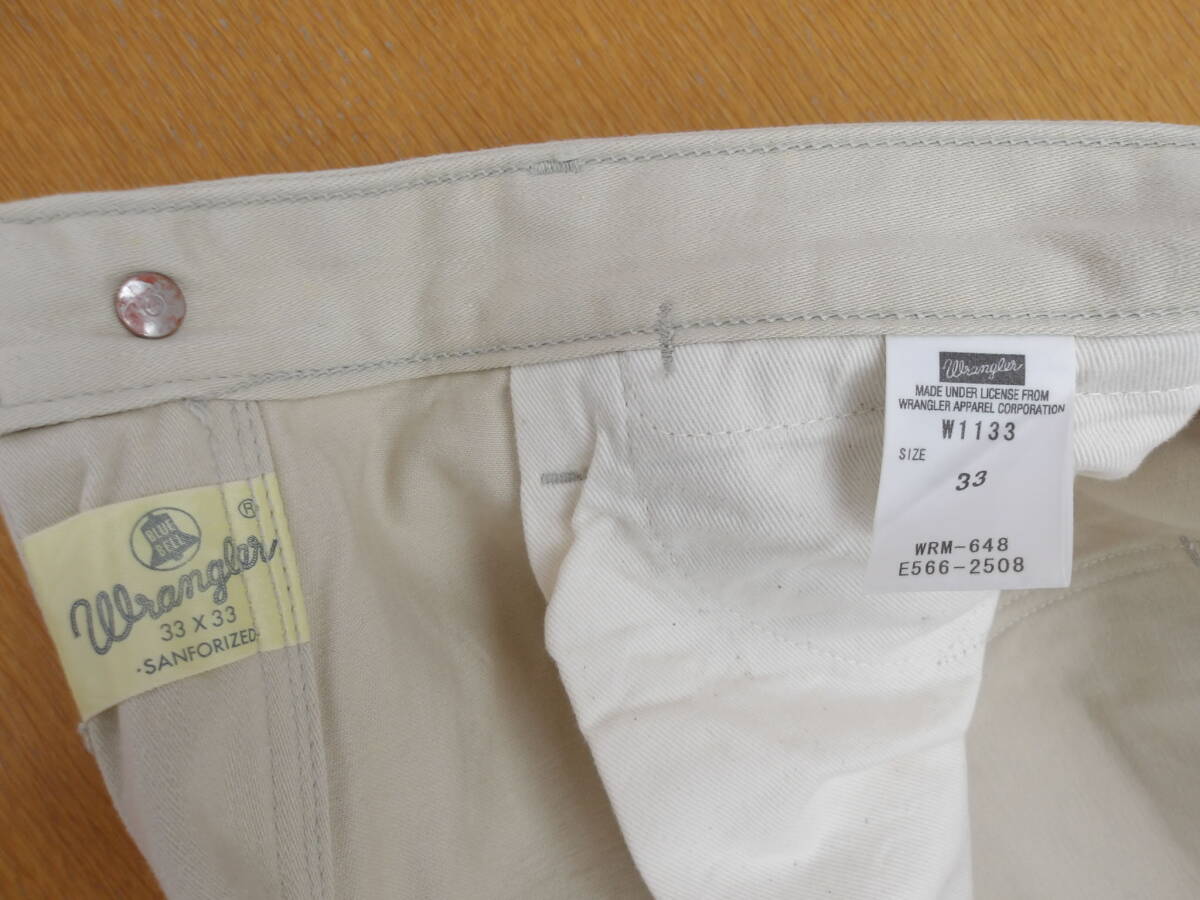 BLUE
BELL
®
Wrangler
33 X 33
·SANFORIZED·
Wrangler
MADE UNDER LICENSE FROM
WRANGLER APPAREL CORPORATION
W1133
SIZE
33
WRM-648
E566-2508